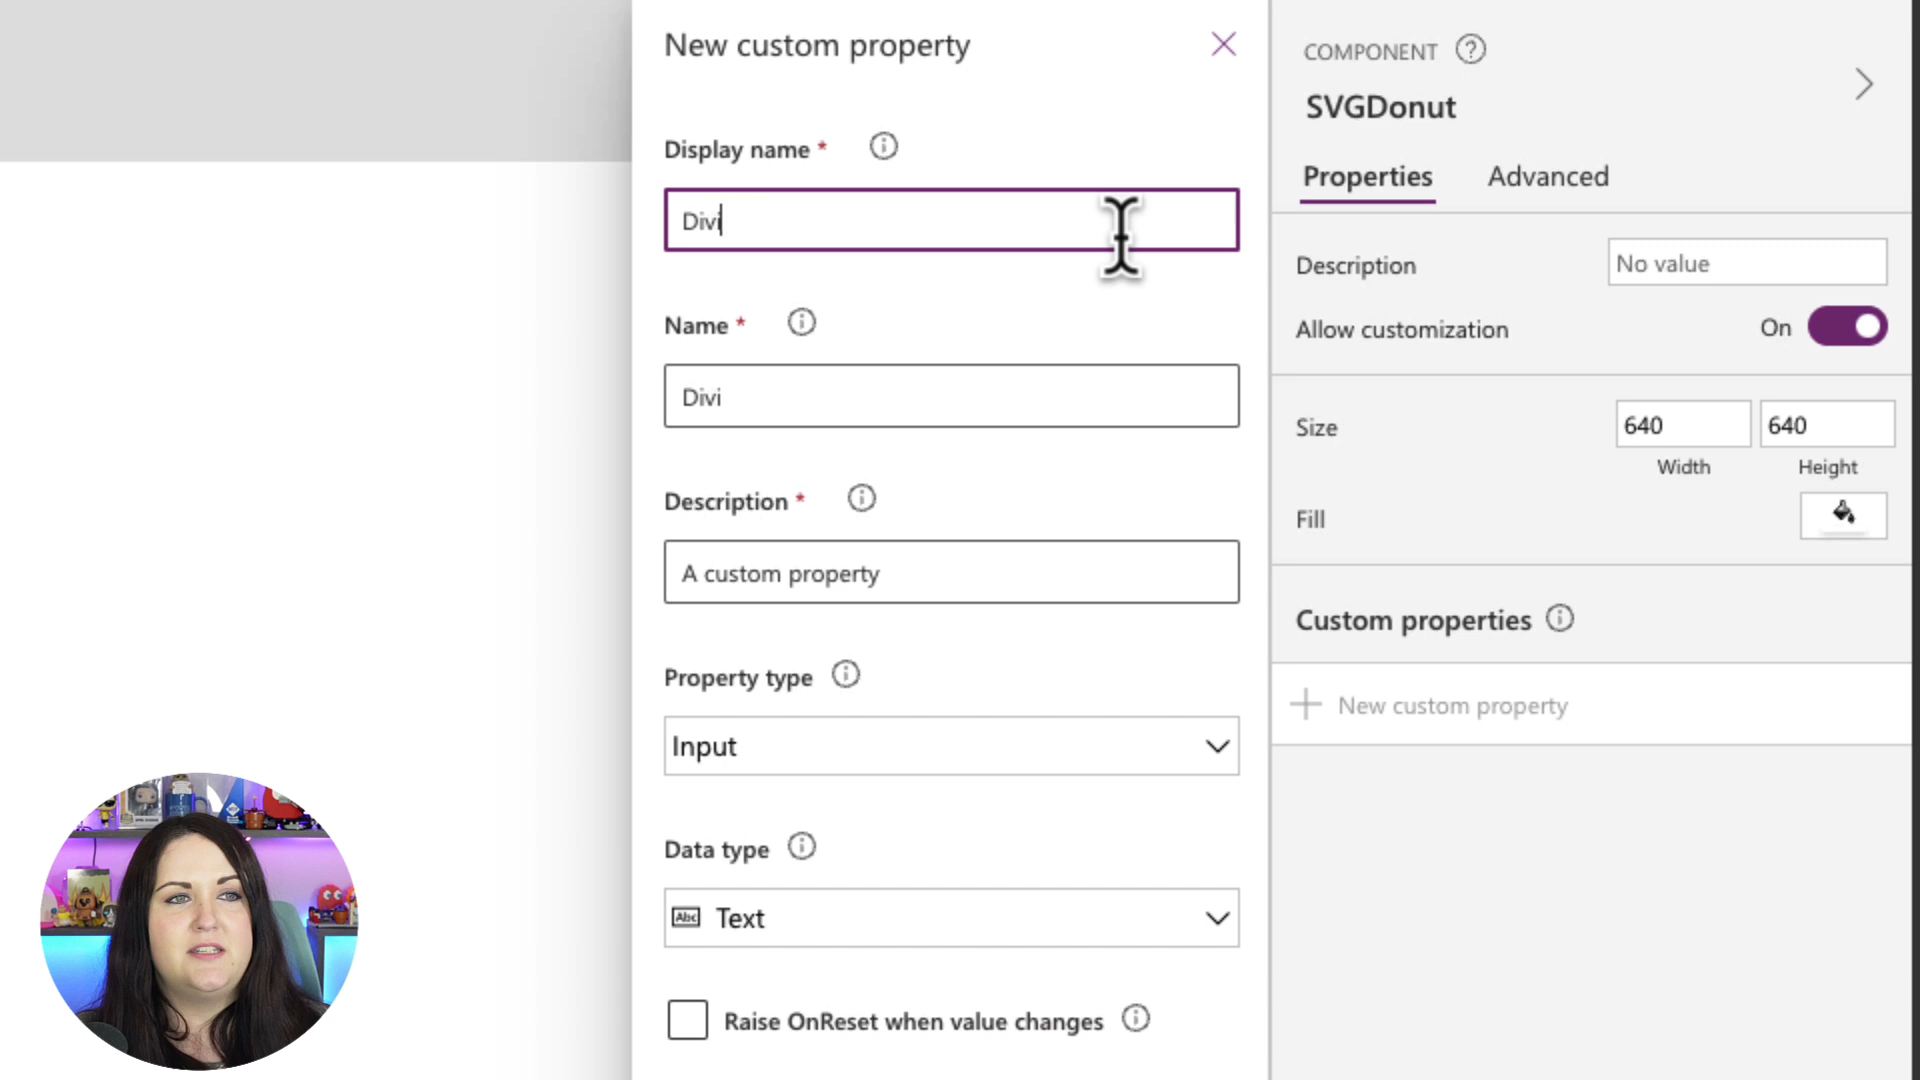 New custom property
Display name *
Divi
Name *
Divi
Description *
A custom property
Property type
Input
Data type
Abc Text
Raise OnReset when value changes
COMPONENT
SVGDonut
Properties Advanced
Description No value
Allow customization On
Size 640 640
Width Height
Fill
Custom properties
New custom property